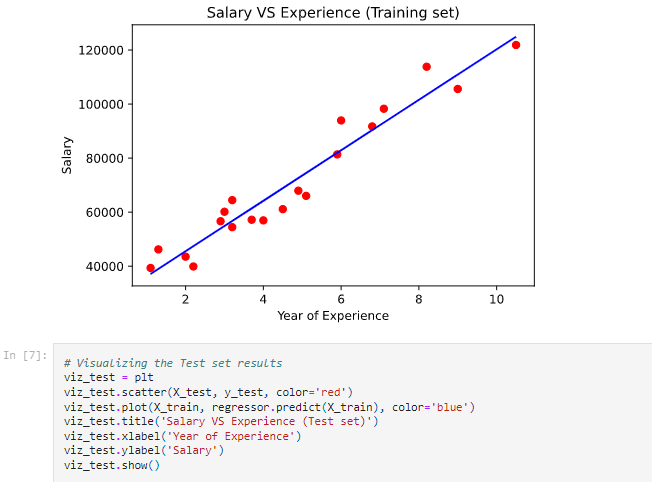 Salary VS Experience (Training set)
120000
100000
80000
60000
40000
Salary
2 4 6 8 10
Year of Experience
In [7]:
# Visualizing the Test set results
viz_test = plt
viz_test.scatter(X_test, y_test, color='red')
viz_test.plot(X_train, regressor.predict(X_train), color='blue')
viz_test.title('Salary VS Experience (Test set)')
viz_test.xlabel('Year of Experience')
viz_test.ylabel('Salary')
viz_test.show()